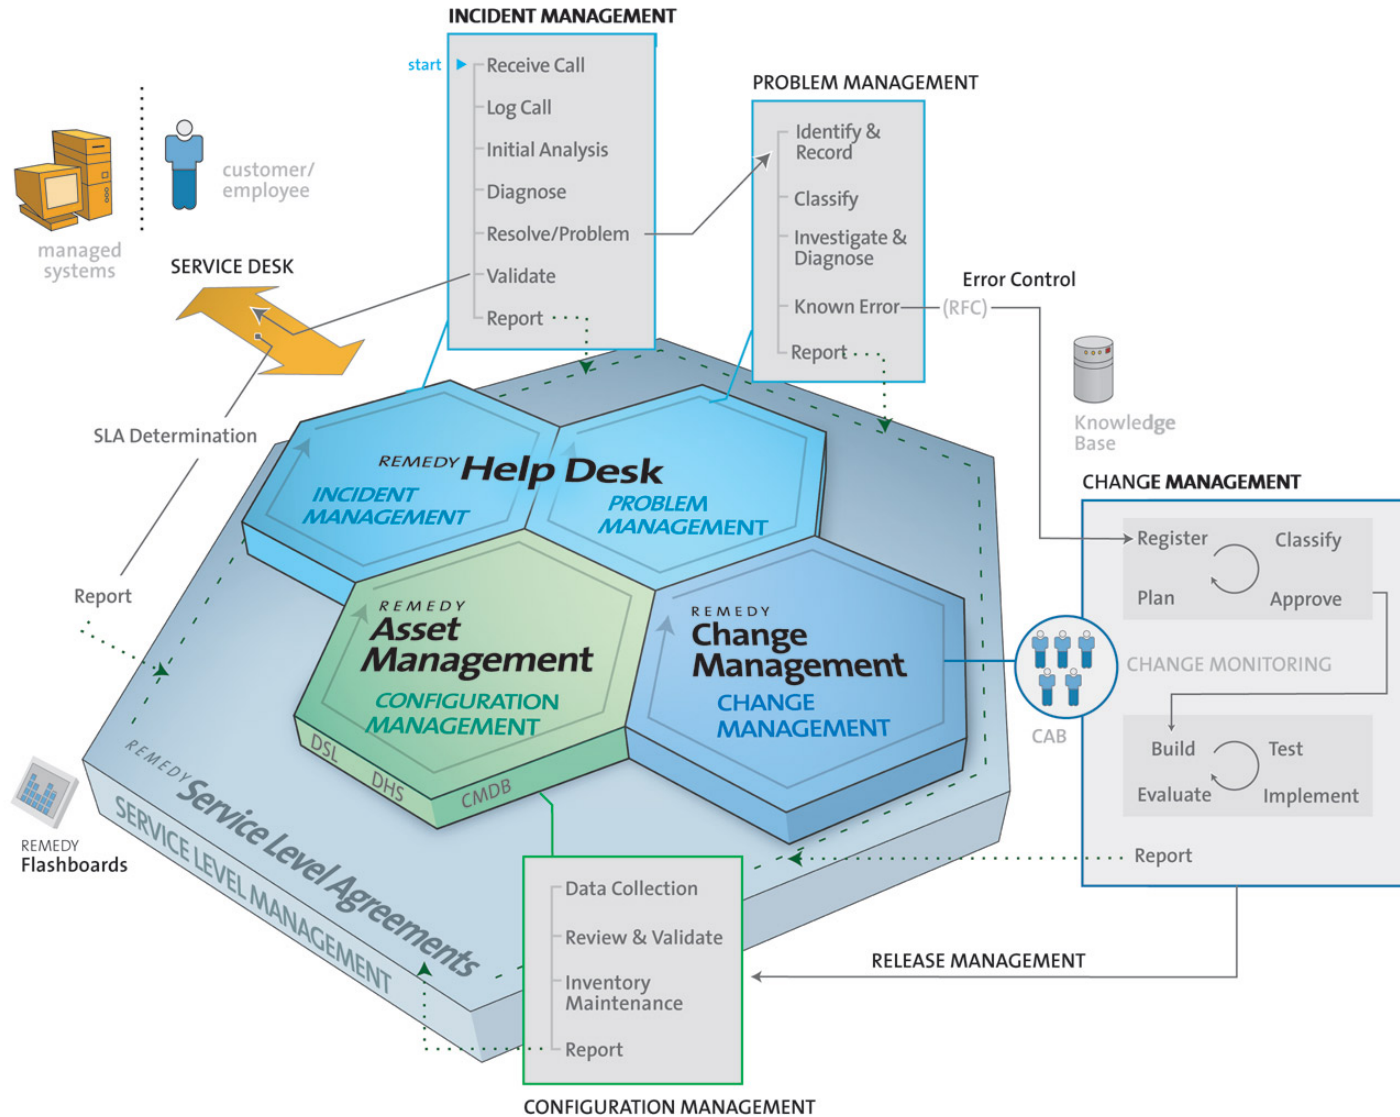 INCIDENT MANAGEMENT
start
Receive Call
Log Call
Initial Analysis
Diagnose
Resolve/Problem
Validate
Report
PROBLEM MANAGEMENT
Identify &
Record
Classify
Investigate &
Diagnose
Known Error
Report
(RFC)
Error Control
customer/
employee
managed
systems
SERVICE DESK
SLA Determination
Report
Knowledge
Base
CHANGE MANAGEMENT
Register
Classify
Plan
Approve
CHANGE MONITORING
Build
Test
Evaluate
Implement
Report
CAB
REMEDY Help Desk
INCIDENT
MANAGEMENT
PROBLEM
MANAGEMENT
REMEDY
Asset
Management
CONFIGURATION
MANAGEMENT
DSL
DHS
CMDB
REMEDY
Change
Management
CHANGE
MANAGEMENT
REMEDY Service Level Agreements
SERVICE LEVEL MANAGEMENT
REMEDY
Flashboards
Data Collection
Review & Validate
Inventory
Maintenance
Report
CONFIGURATION MANAGEMENT
RELEASE MANAGEMENT